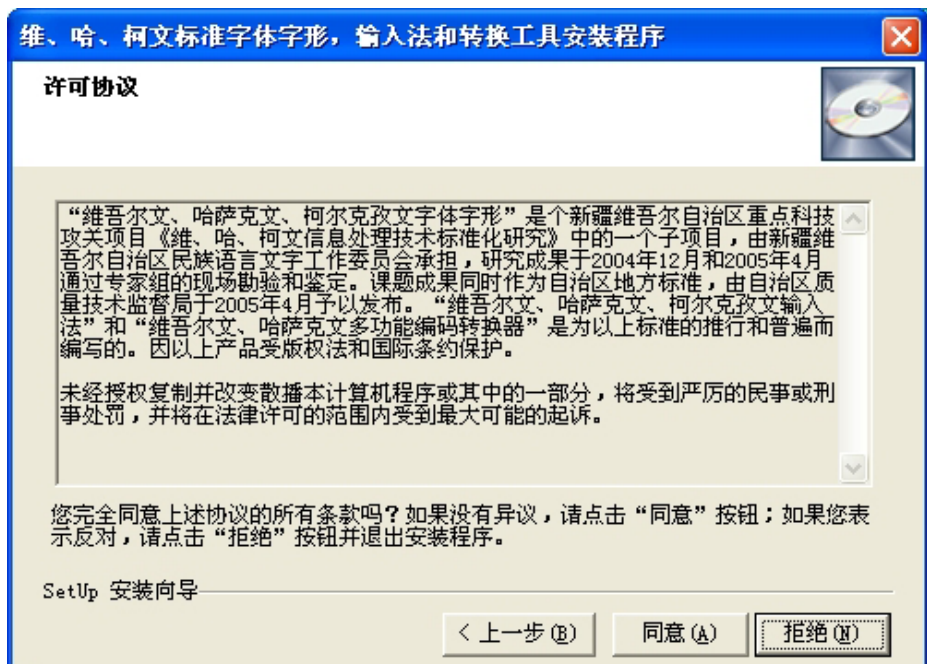 维、哈、柯文标准字体字形，输入法和转换工具安装程序
许可协议
“维吾尔文、哈萨克文、柯尔克孜文字体字形”是个新疆维吾尔自治区重点科技
攻关项目《维、哈、柯文信息处理技术标准化研究》中的一个子项目，由新疆维
吾尔自治区民族语言文字工作委员会承担，研究成果于2004年12月和2005年4月
通过专家组的现场勘验和鉴定。课题成果同时作为自治区地方标准，由自治区质
量技术监督局于2005年4月予以发布。“维吾尔文、哈萨克文、柯尔克孜文输入
法”和“维吾尔文、哈萨克文多功能编码转换器”是为以上标准的推行和普遍而
编写的。因以上产品受版权法和国际条约保护。
未经授权复制并改变散播本计算机程序或其中的一部分，将受到严厉的民事或刑
事处罚，并将在法律许可的范围内受到最大可能的起诉。
您完全同意上述协议的所有条款吗？如果没有异议，请点击“同意”按钮；如果您表
示反对，请点击“拒绝”按钮并退出安装程序。
SetUp 安装向导
< 上一步(B) 同意(A) 拒绝(N)